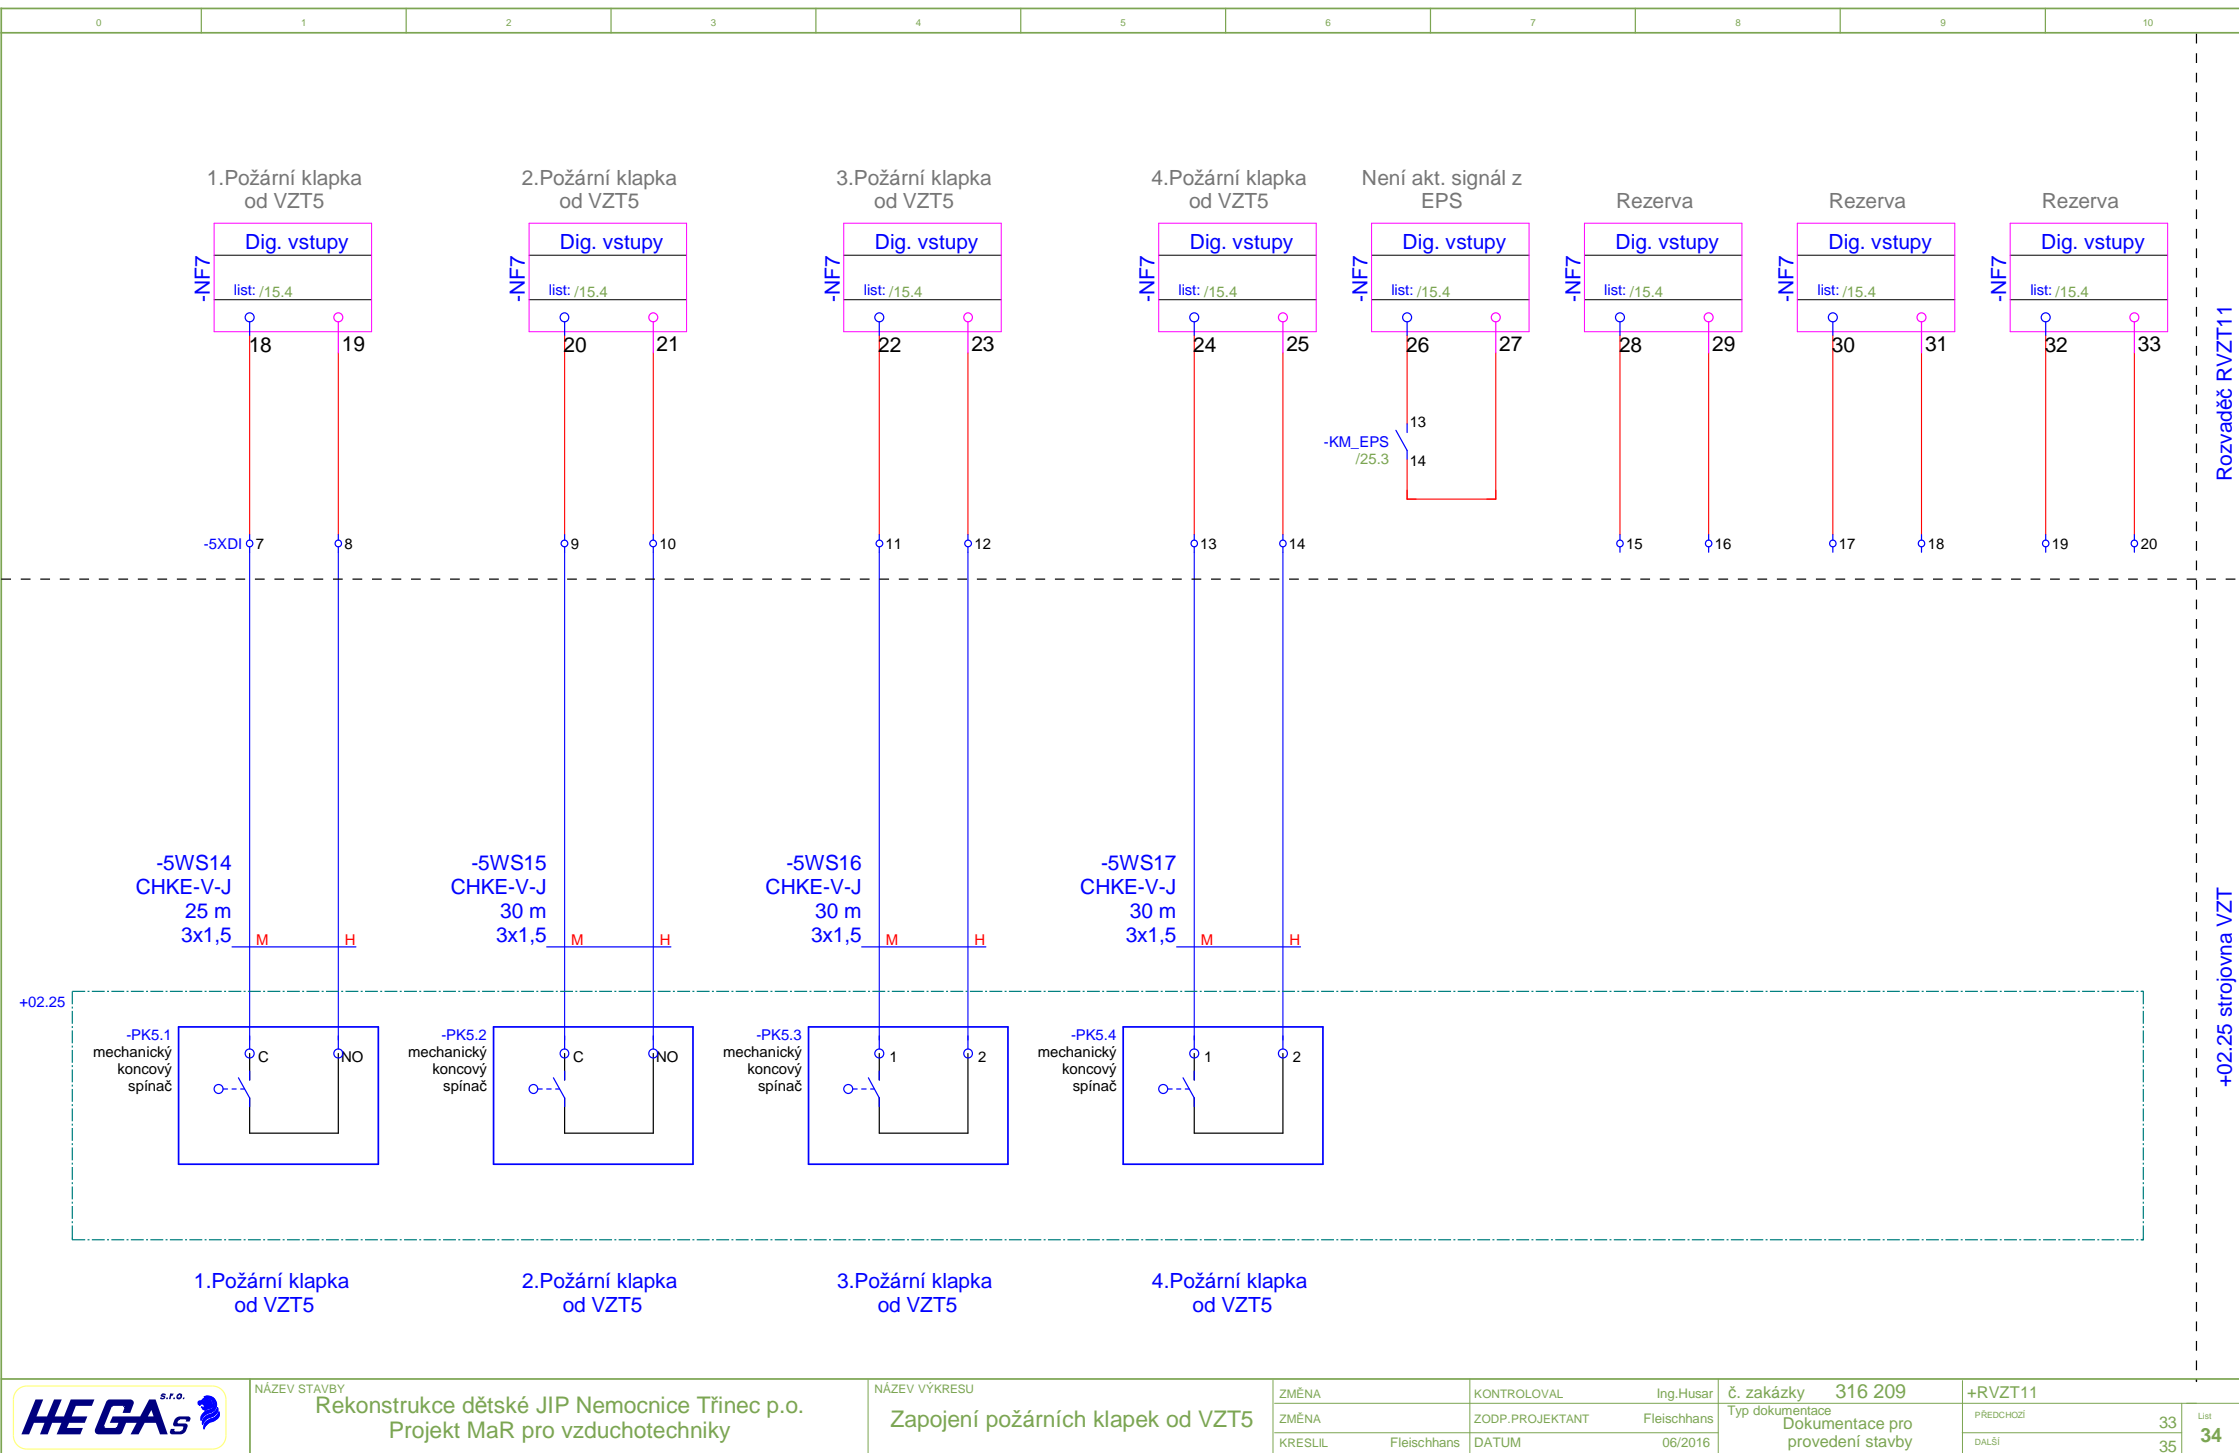 0 1 2 3 4 5 6 7 8 9 10
1.Požární klapka
od VZT5
2.Požární klapka
od VZT5
3.Požární klapka
od VZT5
4.Požární klapka
od VZT5
Není akt. signál z
EPS
Rezerva
Rezerva
Rezerva
-NF7
Dig. vstupy
list: /15.4
18 19
-NF7
Dig. vstupy
list: /15.4
20 21
-NF7
Dig. vstupy
list: /15.4
22 23
-NF7
Dig. vstupy
list: /15.4
24 25
-NF7
Dig. vstupy
list: /15.4
26 27
-NF7
Dig. vstupy
list: /15.4
28 29
-NF7
Dig. vstupy
list: /15.4
30 31
-NF7
Dig. vstupy
list: /15.4
32 33
Rozvaděč RVZT11
13
-KM_EPS
/25.3
14
-5XDI 7 8 9 10 11 12 13 14 15 16 17 18 19 20
-5WS14
CHKE-V-J
25 m
3x1,5
M H
-5WS15
CHKE-V-J
30 m
3x1,5
M H
-5WS16
CHKE-V-J
30 m
3x1,5
M H
-5WS17
CHKE-V-J
30 m
3x1,5
M H
+02.25 strojovna VZT
+02.25
-PK5.1
mechanický
koncový
spínač
C NO
-PK5.2
mechanický
koncový
spínač
C NO
-PK5.3
mechanický
koncový
spínač
1 2
-PK5.4
mechanický
koncový
spínač
1 2
1.Požární klapka
od VZT5
2.Požární klapka
od VZT5
3.Požární klapka
od VZT5
4.Požární klapka
od VZT5
HEGAs s.r.o.
NÁZEV STAVBY
Rekonstrukce dětské JIP Nemocnice Třinec p.o.
Projekt MaR pro vzduchotechniky
NÁZEV VÝKRESU
Zapojení požárních klapek od VZT5
ZMĚNA
ZMĚNA
KRESLIL Fleischhans
KONTROLOVAL Ing.Husar
ZODP.PROJEKTANT Fleischhans
DATUM 06/2016
č. zakázky 316 209
Typ dokumentace
Dokumentace pro
provedení stavby
+RVZT11
PŘEDCHOZÍ 33
DALŠÍ 35
List
34